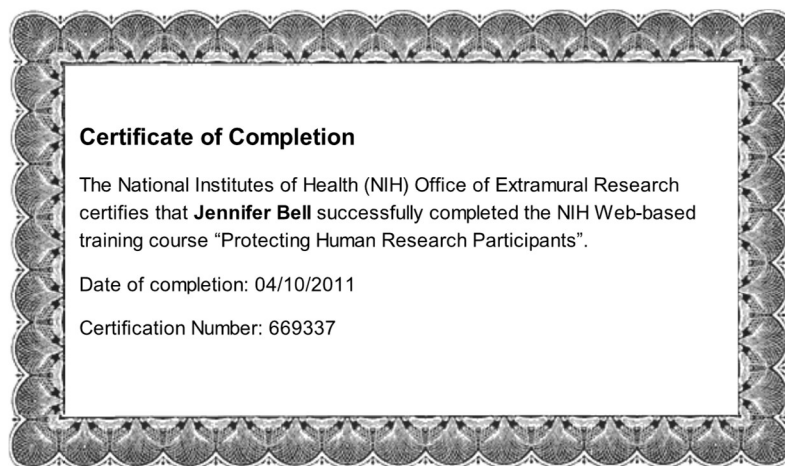 Certificate of Completion
The National Institutes of Health (NIH) Office of Extramural Research
certifies that Jennifer Bell successfully completed the NIH Web-based
training course “Protecting Human Research Participants”.
Date of completion: 04/10/2011
Certification Number: 669337